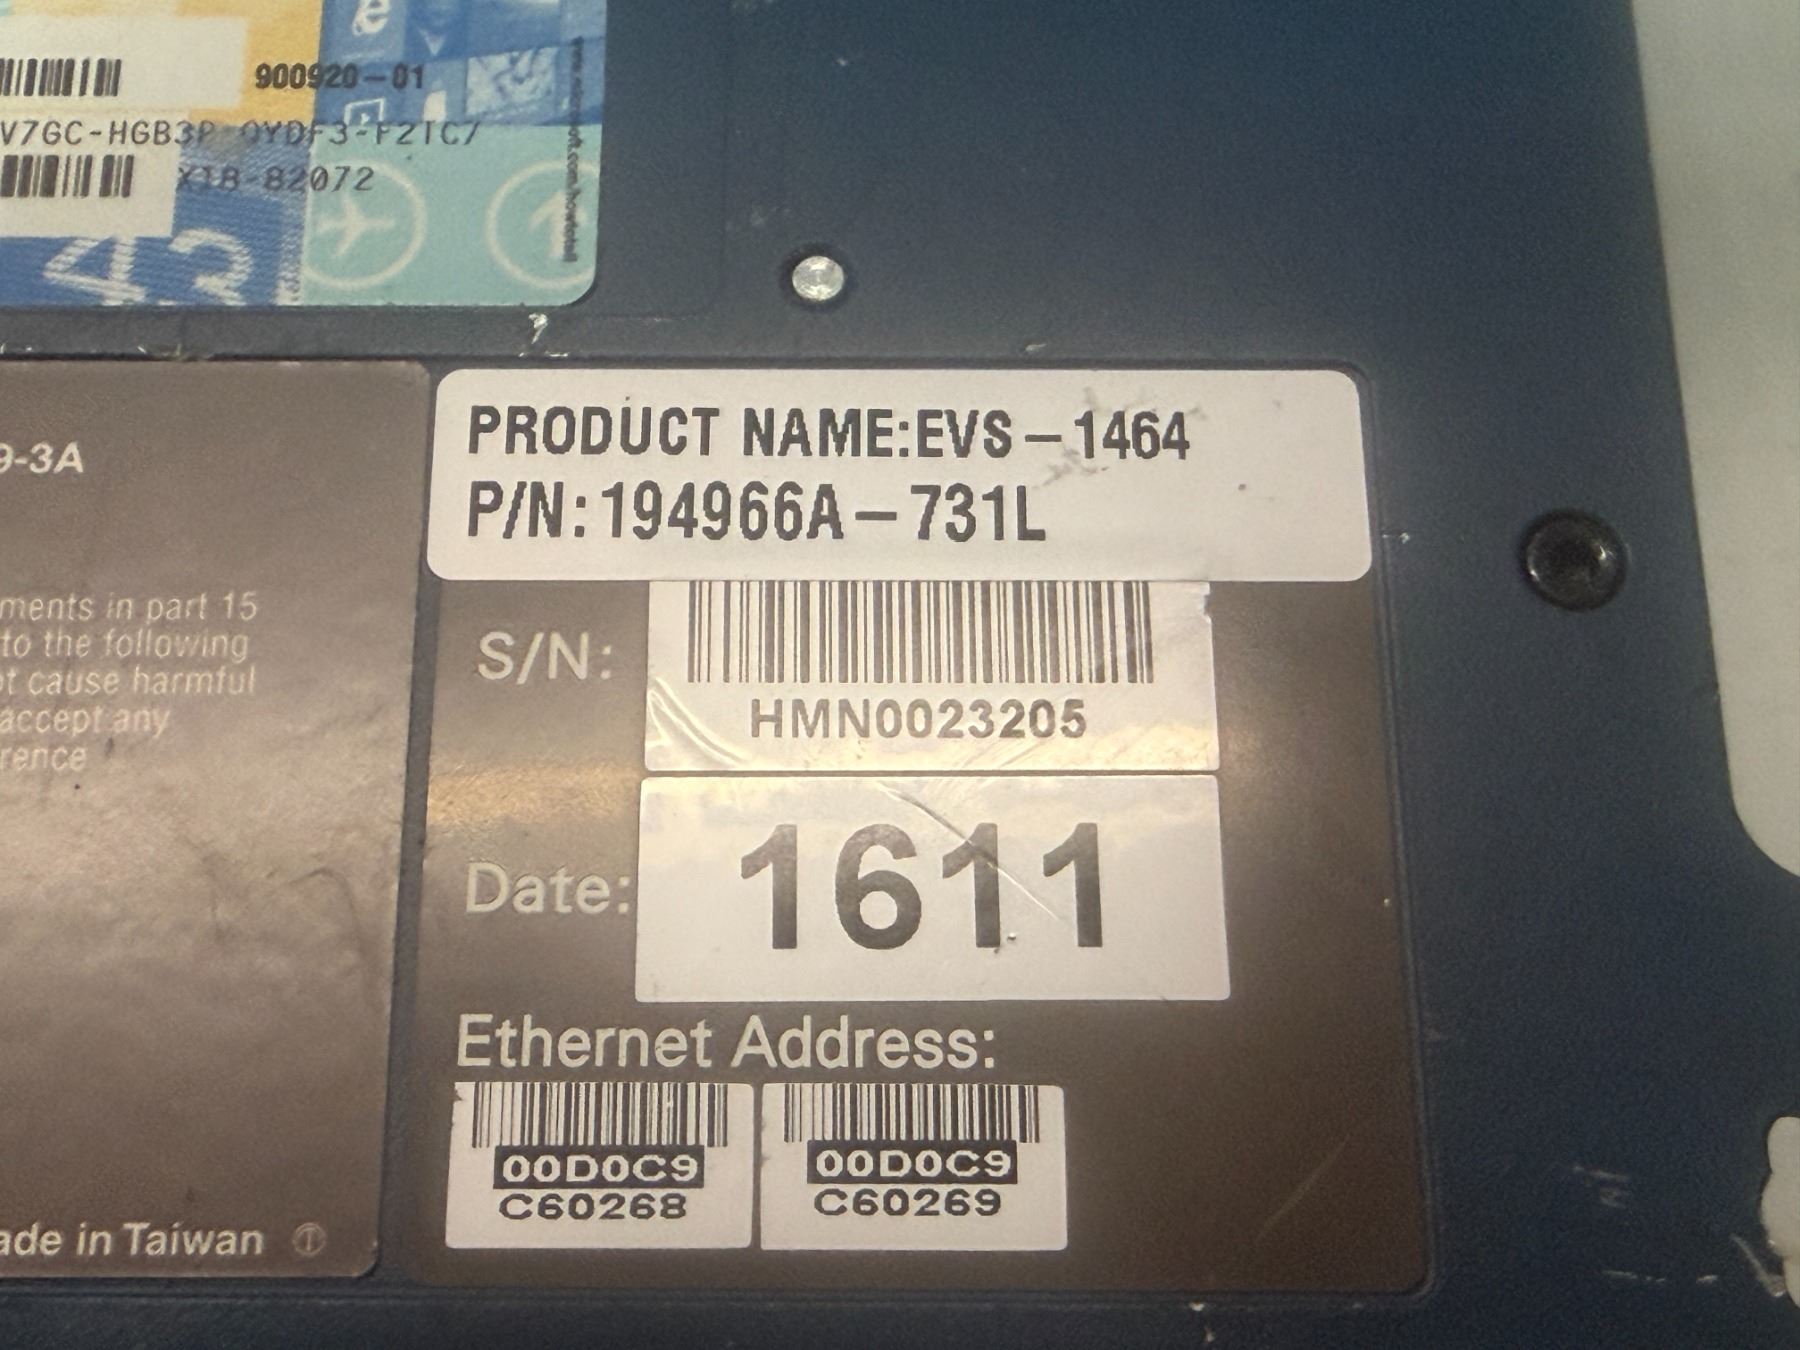 900920-01
V7GC-HGB3P-QYDF3-F2TC7
X18-82072
9-3A
ments in part 15
to the following
ot cause harmful
accept any
rence
ade in Taiwan
PRODUCT NAME:EVS-1464
P/N:194966A-731L
S/N:
HMN0023205
Date: 1611
Ethernet Address:
00D0C9 00D0C9
C60268 C60269